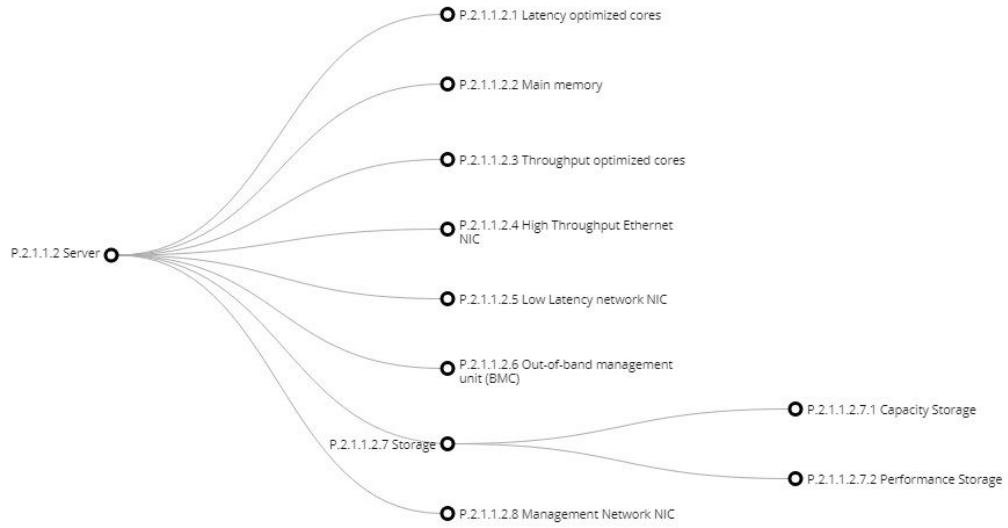 P.2.1.1.2.1 Latency optimized cores
P.2.1.1.2.2 Main memory
P.2.1.1.2.3 Throughput optimized cores
P.2.1.1.2.4 High Throughput Ethernet
NIC
P.2.1.1.2 Server
P.2.1.1.2.5 Low Latency network NIC
P.2.1.1.2.6 Out-of-band management
unit (BMC)
P.2.1.1.2.7.1 Capacity Storage
P.2.1.1.2.7 Storage
P.2.1.1.2.7.2 Performance Storage
P.2.1.1.2.8 Management Network NIC